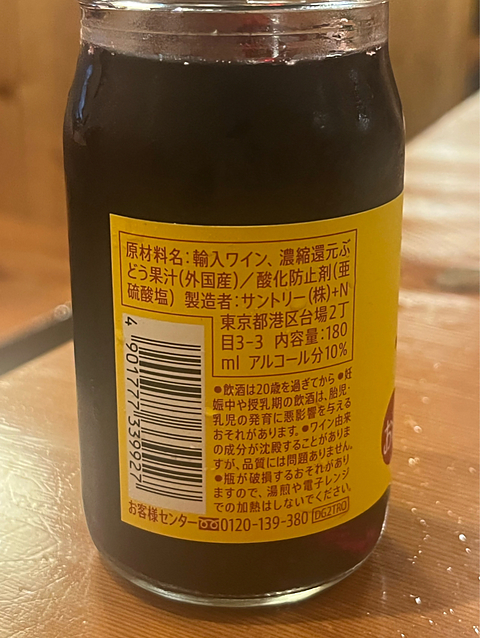 原材料名:輸入ワイン、濃縮還元ぶ
どう果汁(外国産)/酸化防止剤(亜
硫酸塩) 製造者:サントリー(株)+N
東京都港区台場2丁
目3-3 内容量:180
ml アルコール分10%
●飲酒は20歳を過ぎてから ●妊
娠中や授乳期の飲酒は、胎児・
乳児の発育に悪影響を与える
おそれがあります。●ワイン由来
の成分が沈殿することがありま
すが、品質には問題ありません。
●瓶が破損するおそれがあり
ますので、湯煎や電子レンジ
での加熱はしないでください。
4 901777 339927
お客様センター 0120-139-380 DG2TRO
お